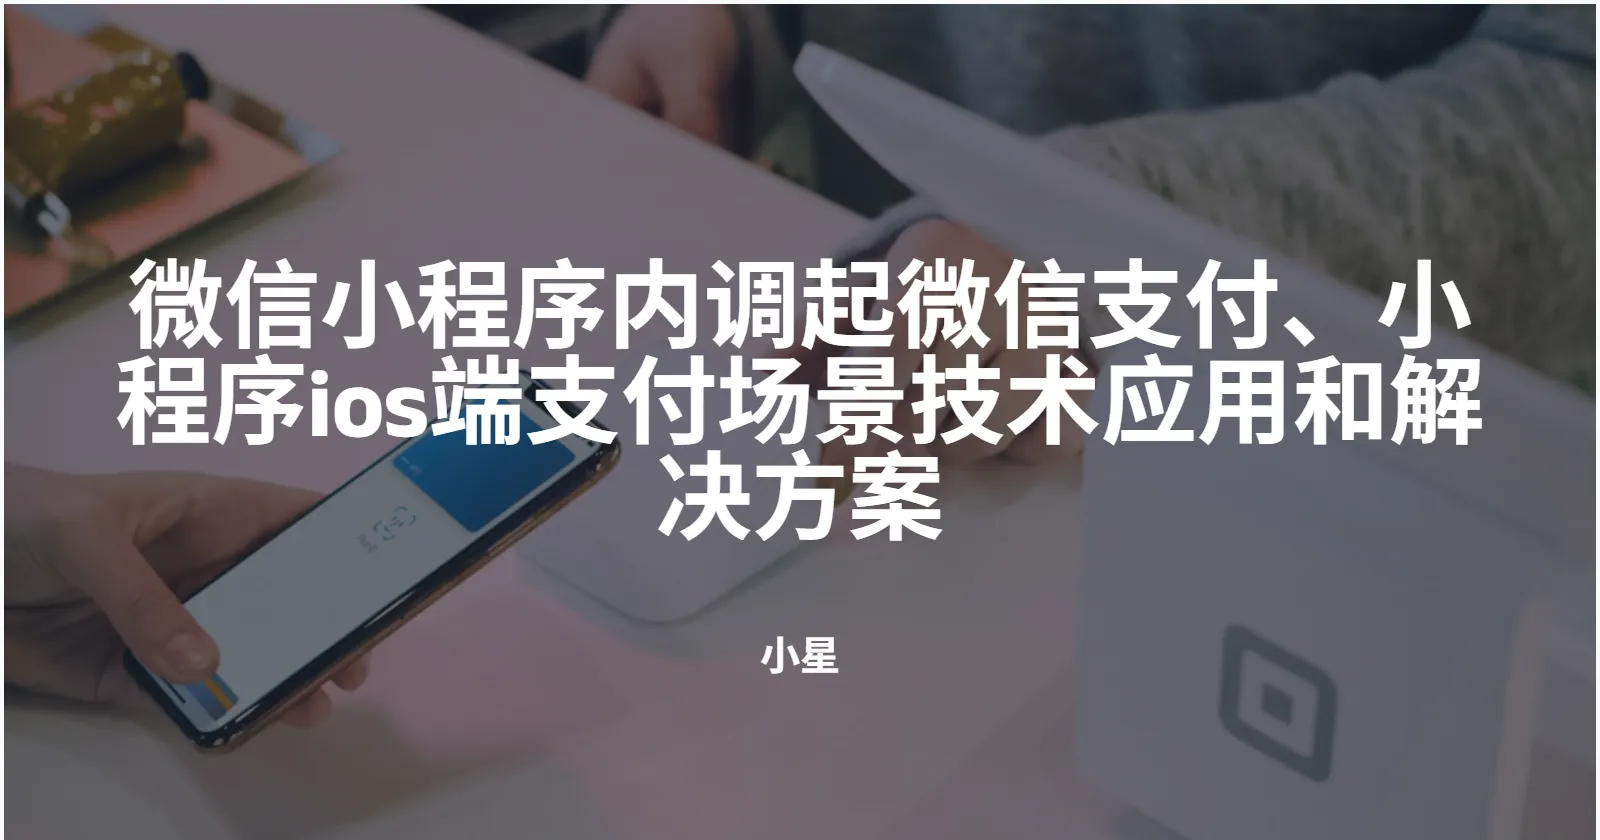 微信小程序内调起微信支付、小
程序ios端支付场景技术应用和解
决方案
小星